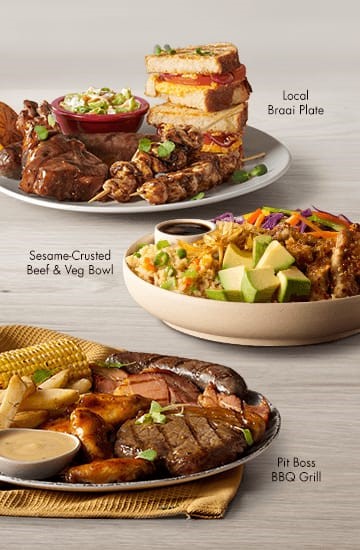 Local
Braai Plate
Sesame-Crusted
Beef & Veg Bowl
Pit Boss
BBQ Grill